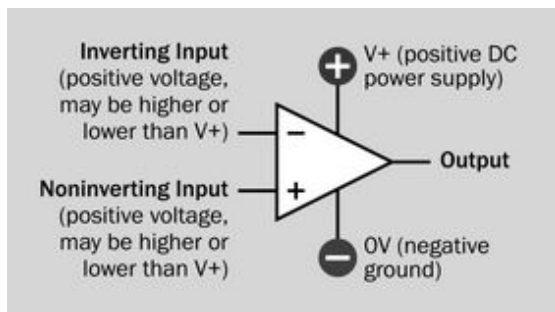 Inverting Input
(positive voltage,
may be higher or
lower than V+)
V+ (positive DC
power supply)
+
−
+
Output
Noninverting Input
(positive voltage,
may be higher or
lower than V+)
−
0V (negative
ground)